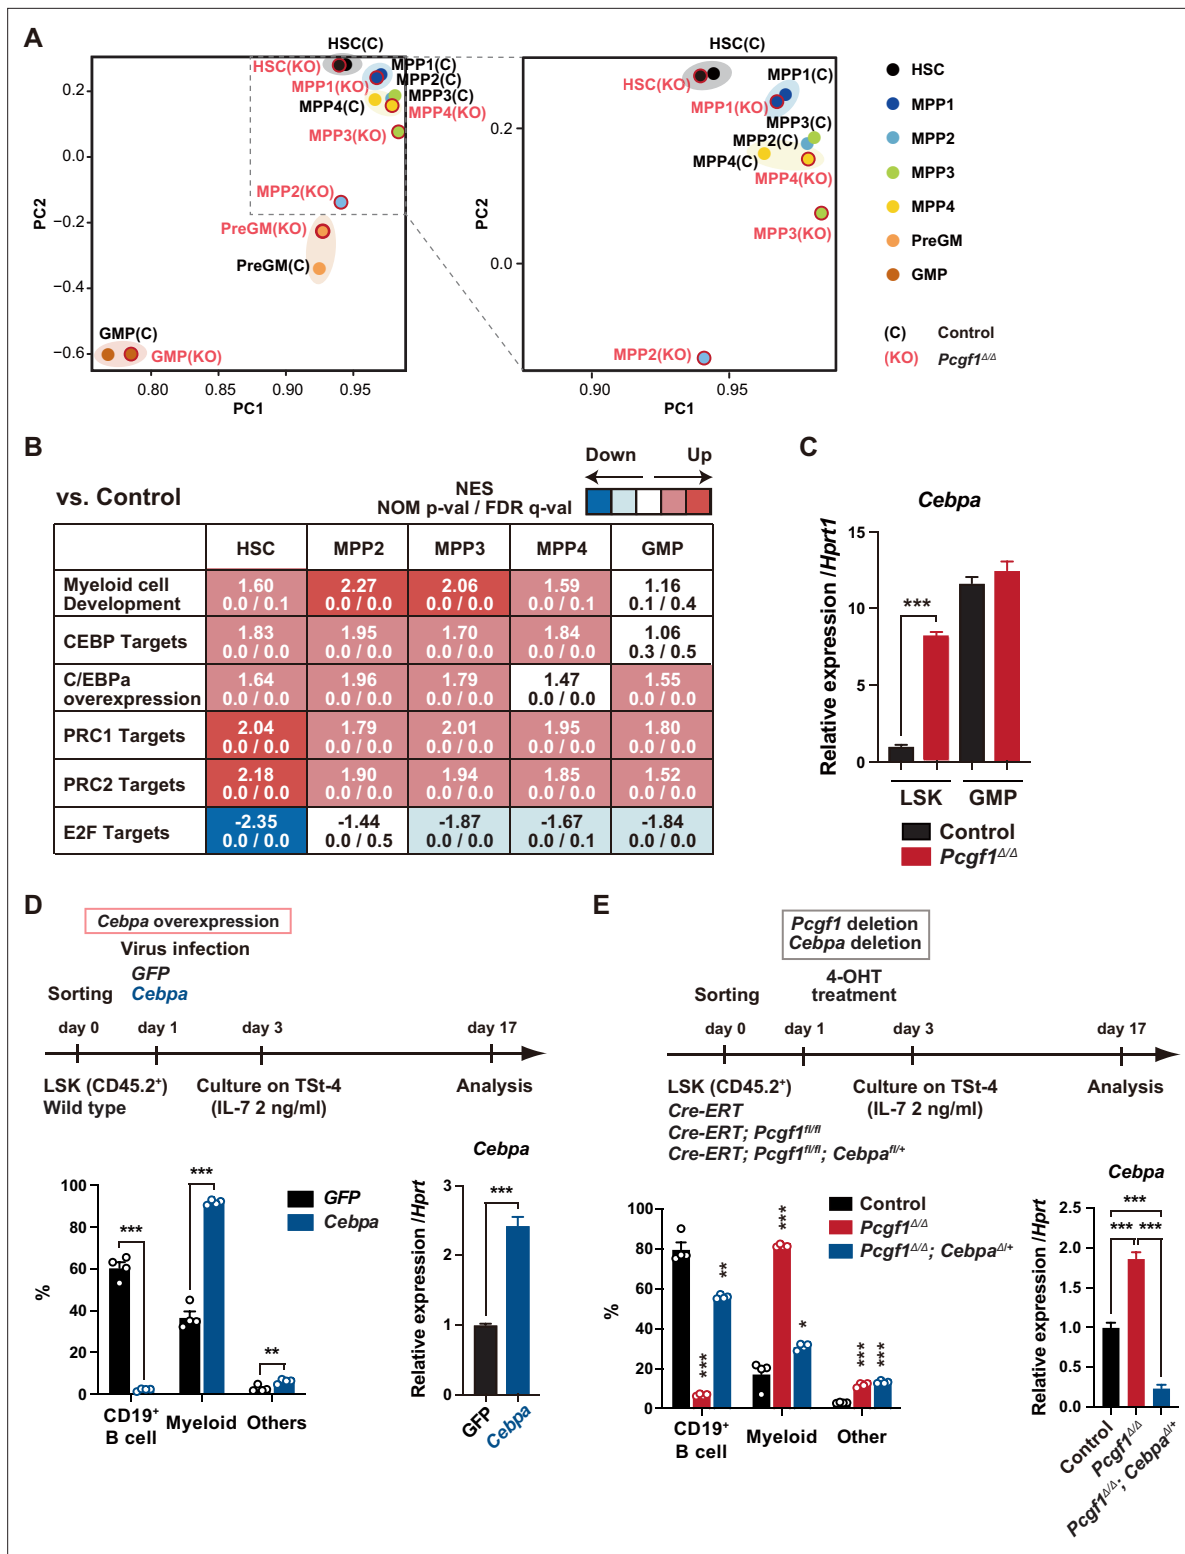 A
HSC(C)
HSC(KO)
MPP1(C)
MPP1(KO)
MPP2(C)
MPP3(C)
MPP4(C)
MPP4(KO)
MPP3(KO)
MPP2(KO)
PreGM(KO)
PreGM(C)
GMP(C)
GMP(KO)
0.2
0.0
−0.2
−0.4
−0.6
PC2
0.80
0.85
0.90
0.95
PC1
HSC(C)
HSC(KO)
MPP1(C)
MPP1(KO)
MPP3(C)
MPP2(C)
MPP4(C)
MPP4(KO)
MPP3(KO)
MPP2(KO)
0.2
0.0
PC2
0.90
0.95
PC1
HSC
MPP1
MPP2
MPP3
MPP4
PreGM
GMP
(C) Control
(KO) Pcgf1Δ/Δ
B
vs. Control
NES
NOM p-val / FDR q-val
Down Up
HSC MPP2 MPP3 MPP4 GMP
Myeloid cell 1.60 2.27 2.06 1.59 1.16
Development 0.0 / 0.1 0.0 / 0.0 0.0 / 0.0 0.0 / 0.1 0.1 / 0.4
CEBP Targets 1.83 1.95 1.70 1.84 1.06
0.0 / 0.0 0.0 / 0.0 0.0 / 0.0 0.0 / 0.0 0.3 / 0.5
C/EBPa 1.64 1.96 1.79 1.47 1.55
overexpression 0.0 / 0.0 0.0 / 0.0 0.0 / 0.0 0.0 / 0.0 0.0 / 0.0
PRC1 Targets 2.04 1.79 2.01 1.95 1.80
0.0 / 0.0 0.0 / 0.0 0.0 / 0.0 0.0 / 0.0 0.0 / 0.0
PRC2 Targets 2.18 1.90 1.94 1.85 1.52
0.0 / 0.0 0.0 / 0.0 0.0 / 0.0 0.0 / 0.0 0.0 / 0.0
E2F Targets -2.35 -1.44 -1.87 -1.67 -1.84
0.0 / 0.0 0.0 / 0.5 0.0 / 0.0 0.0 / 0.1 0.0 / 0.0
C
Cebpa
Relative expression /Hprt1
15
10
5
0
***
LSK GMP
Control
Pcgf1Δ/Δ
D
Cebpa overexpression
Virus infection
GFP
Cebpa
Sorting
day 0 day 1 day 3 day 17
LSK (CD45.2+)
Wild type
Culture on TSt-4
(IL-7 2 ng/ml)
Analysis
%
100
80
60
40
20
0
***
***
**
GFP
Cebpa
CD19+
B cell
Myeloid
Others
Cebpa
Relative expression /Hprt
3
2
1
0
***
GFP
Cebpa
E
Pcgf1 deletion
Cebpa deletion
4-OHT
treatment
Sorting
day 0 day 1 day 3 day 17
LSK (CD45.2+)
Cre-ERT
Cre-ERT; Pcgf1fl/fl
Cre-ERT; Pcgf1fl/fl; Cebpafl/+
Culture on TSt-4
(IL-7 2 ng/ml)
Analysis
%
100
80
60
40
20
0
***
**
***
*
***
***
Control
Pcgf1Δ/Δ
Pcgf1Δ/Δ; CebpaΔ/+
CD19+
B cell
Myeloid
Other
Cebpa
Relative expression /Hprt
2.5
2.0
1.5
1.0
0.5
0.0
***
*** ***
Control
Pcgf1Δ/Δ
Pcgf1Δ/Δ; CebpaΔ/+